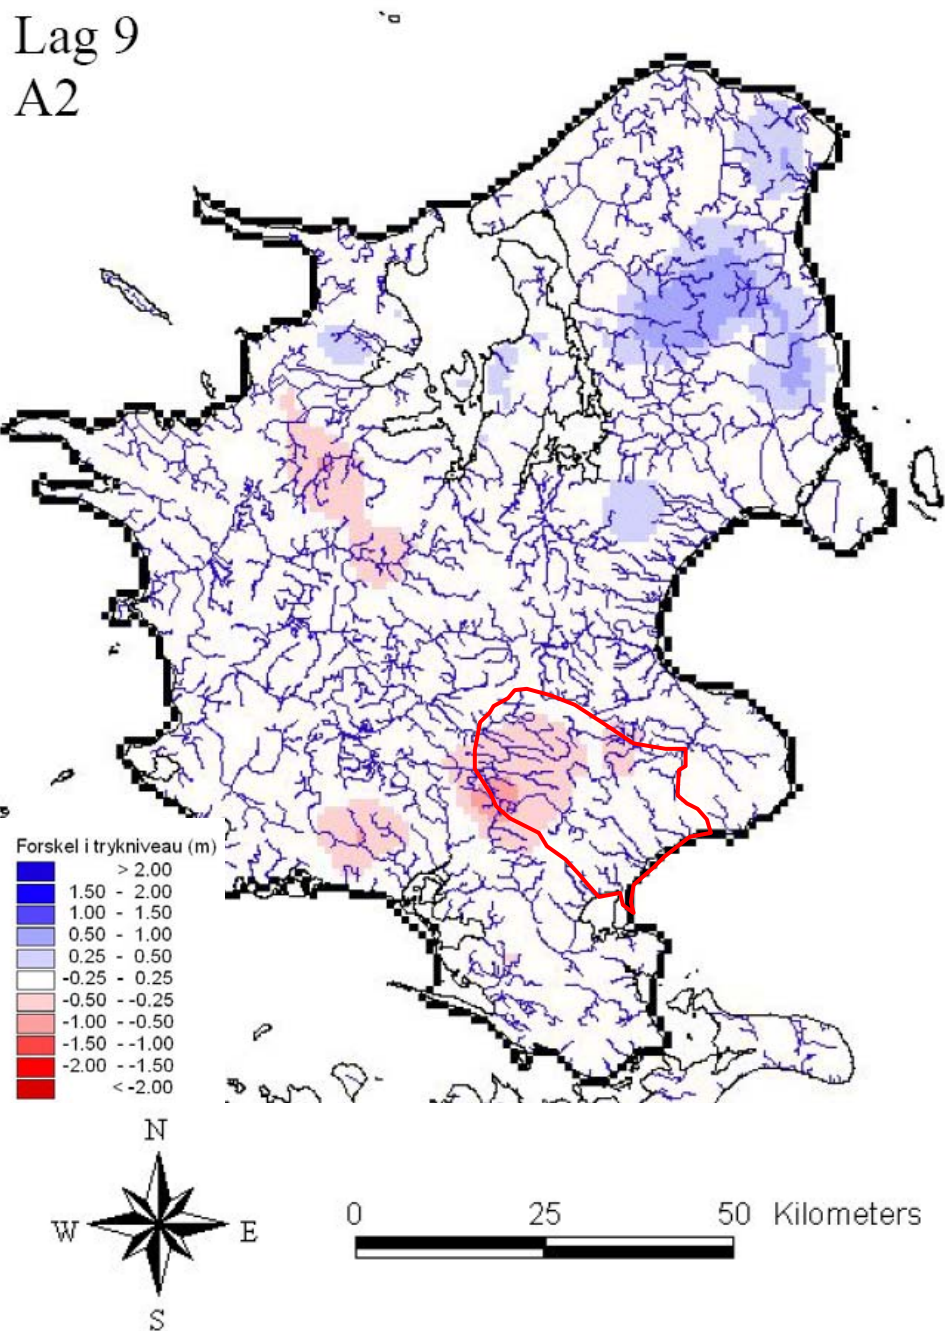 Lag 9
A2
Forskel i trykniveau (m)
> 2.00
1.50 - 2.00
1.00 - 1.50
0.50 - 1.00
0.25 - 0.50
-0.25 - 0.25
-0.50 - -0.25
-1.00 - -0.50
-1.50 - -1.00
-2.00 - -1.50
< -2.00
N
W E
S
0 25 50 Kilometers